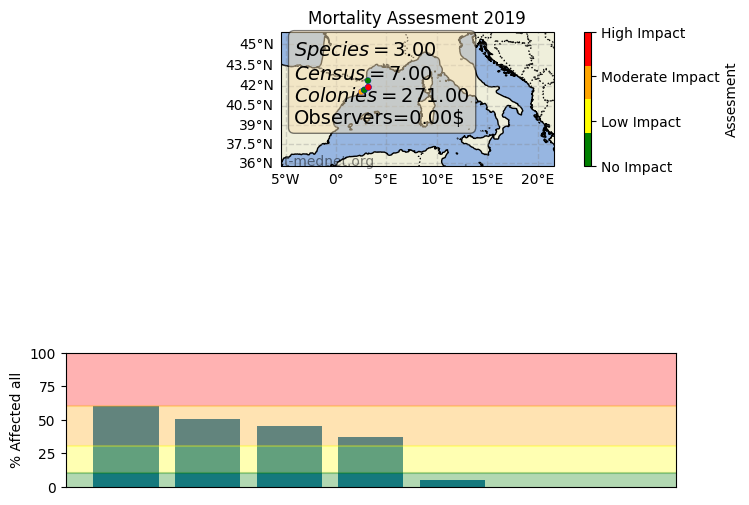 Mortality Assesment 2019
45°N
43.5°N
42°N
40.5°N
39°N
37.5°N
36°N
Species = 3.00
Census = 7.00
Colonies = 271.00
Observers=0.00$
t-mednet.org
5°W 0° 5°E 10°E 15°E 20°E
High Impact
Moderate Impact
Low Impact
No Impact
Assesment
% Affected all
100
75
50
25
0